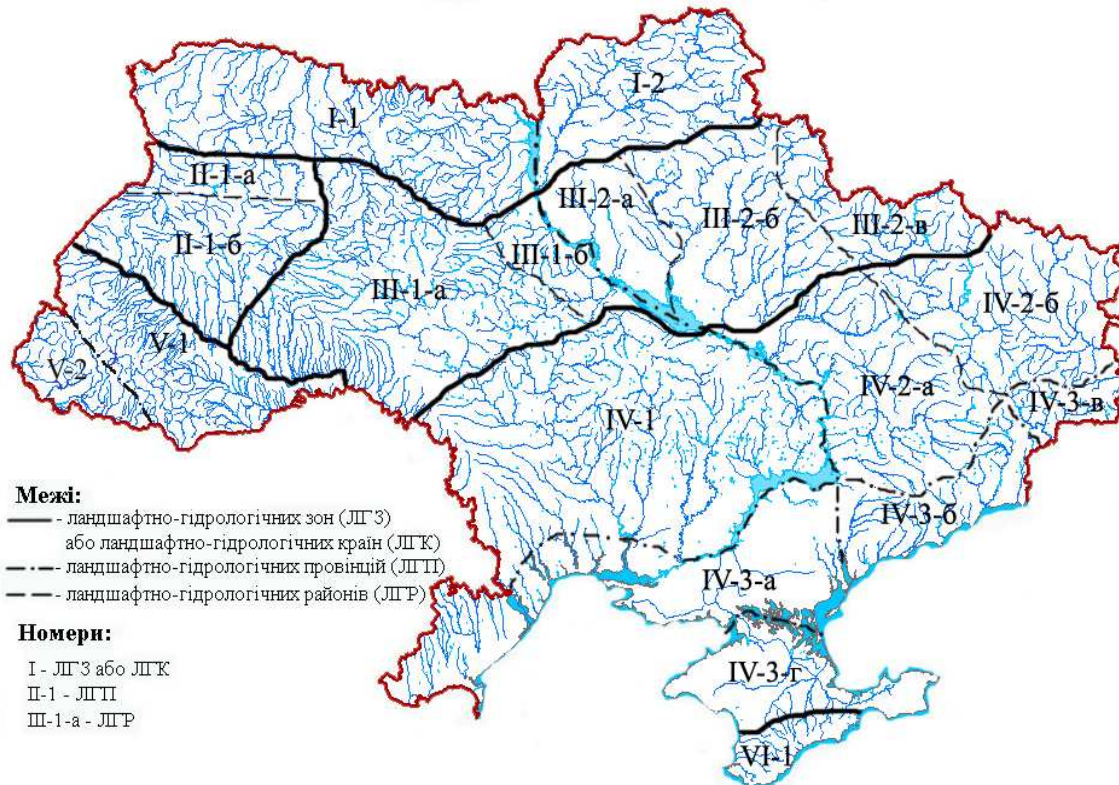 I-2
I-1
II-1-а
III-2-а
III-2-б
III-2-в
II-1-б
III-1-б
III-1-а
IV-2-б
V-1
V-2
IV-2-а
IV-3-в
IV-1
IV-3-б
IV-3-а
IV-3-г
VI-1
Межі:
- ландшафтно-гідрологічних зон (ЛГЗ)
або ландшафтно-гідрологічних країн (ЛГК)
- ландшафтно-гідрологічних провінцій (ЛГП)
- ландшафтно-гідрологічних районів (ЛГР)
Номери:
I - ЛГЗ або ЛГК
II-1 - ЛГП
III-1-а - ЛГР